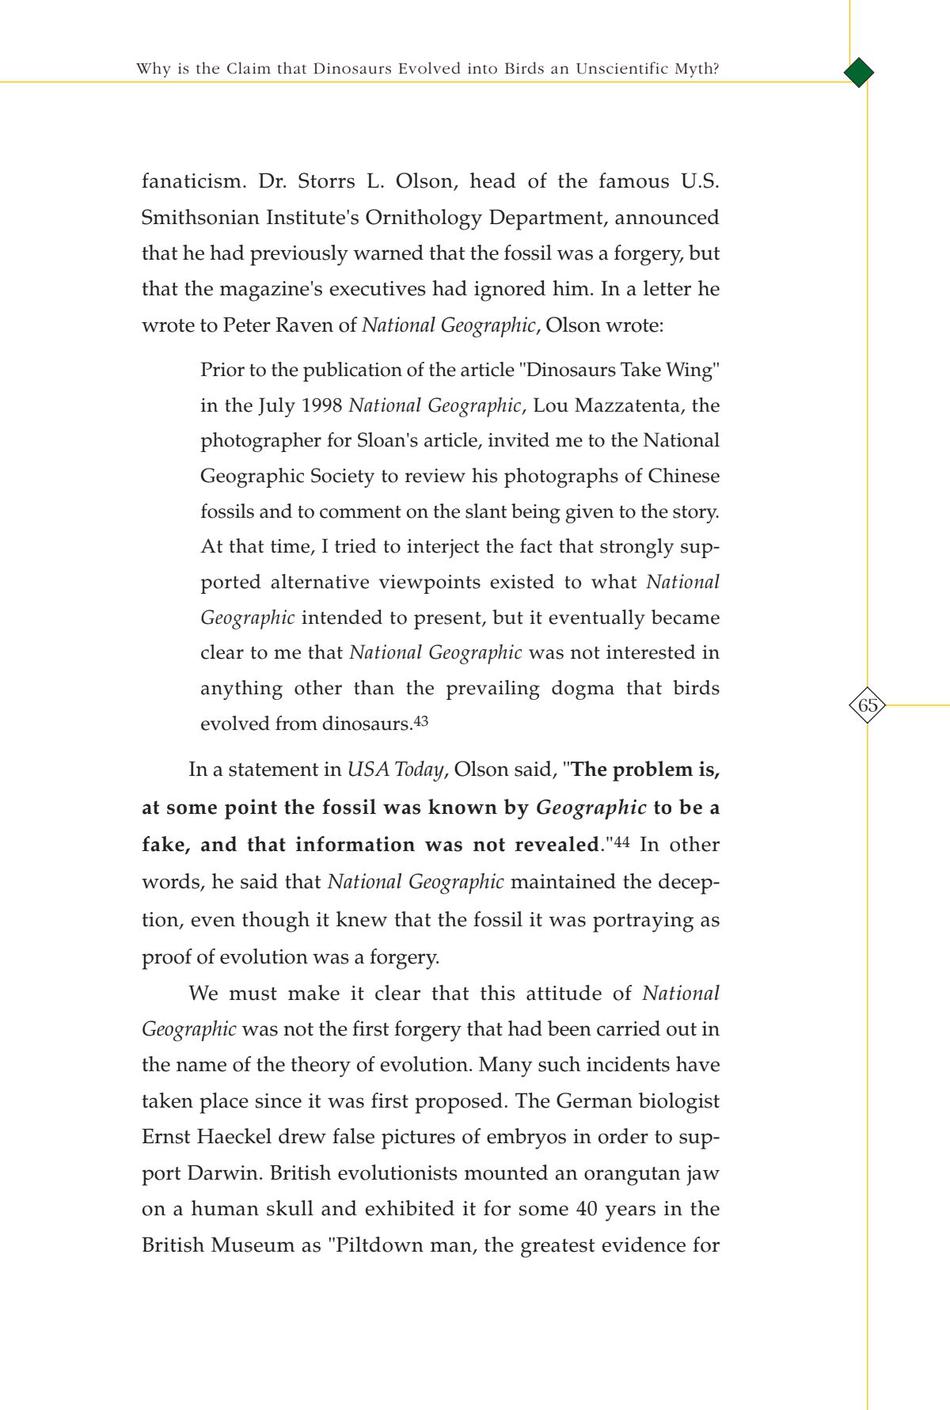 Why is the Claim that Dinosaurs Evolved into Birds an Unscientific Myth?
fanaticism. Dr. Storrs L. Olson, head of the famous U.S.
Smithsonian Institute's Ornithology Department, announced
that he had previously warned that the fossil was a forgery, but
that the magazine's executives had ignored him. In a letter he
wrote to Peter Raven of National Geographic, Olson wrote:
Prior to the publication of the article "Dinosaurs Take Wing"
in the July 1998 National Geographic, Lou Mazzatenta, the
photographer for Sloan's article, invited me to the National
Geographic Society to review his photographs of Chinese
fossils and to comment on the slant being given to the story.
At that time, I tried to interject the fact that strongly sup-
ported alternative viewpoints existed to what National
Geographic intended to present, but it eventually became
clear to me that National Geographic was not interested in
anything other than the prevailing dogma that birds
evolved from dinosaurs.43
65
In a statement in USA Today, Olson said, "The problem is,
at some point the fossil was known by Geographic to be a
fake, and that information was not revealed."44 In other
words, he said that National Geographic maintained the decep-
tion, even though it knew that the fossil it was portraying as
proof of evolution was a forgery.
We must make it clear that this attitude of National
Geographic was not the first forgery that had been carried out in
the name of the theory of evolution. Many such incidents have
taken place since it was first proposed. The German biologist
Ernst Haeckel drew false pictures of embryos in order to sup-
port Darwin. British evolutionists mounted an orangutan jaw
on a human skull and exhibited it for some 40 years in the
British Museum as "Piltdown man, the greatest evidence for